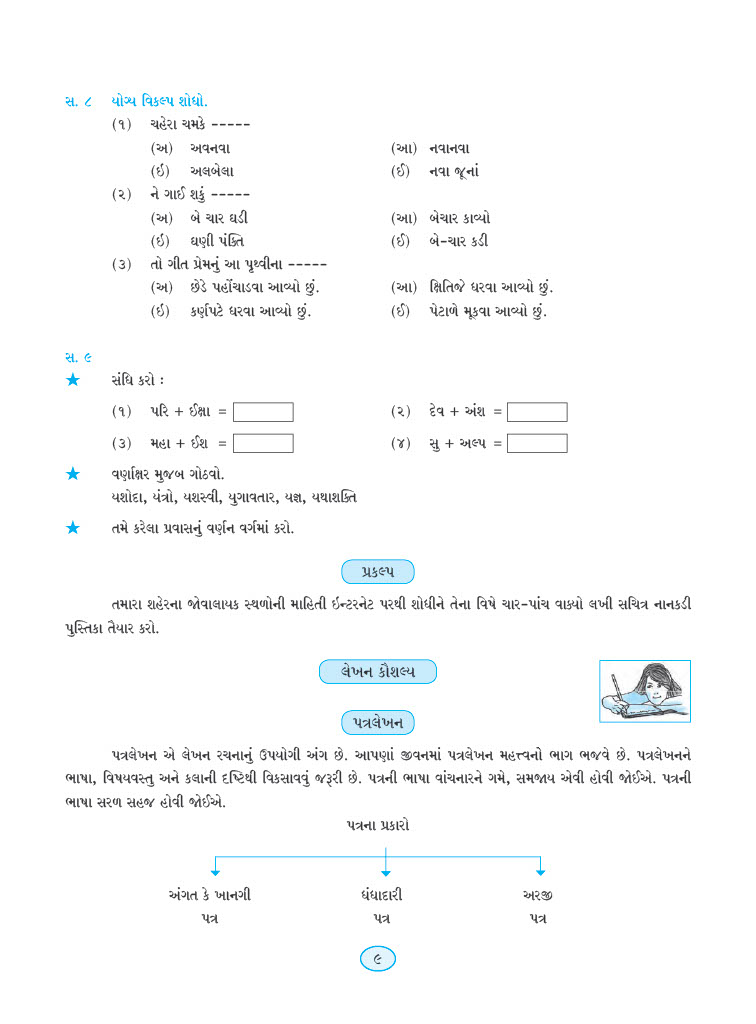 સ. ૮ યોગ્ય વિકલ્પ શોધો.
(૧) ચહેરા ચમકે -----
(અ) અવનવા (આ) નવાનવા
(ઇ) અલબેલા (ઈ) નવા જૂનાં
(૨) ને ગાઈ શકું -----
(અ) બે ચાર ઘડી (આ) બેચાર કાવ્યો
(ઇ) ઘણી પંક્તિ (ઈ) બે-ચાર કડી
(૩) તો ગીત પ્રેમનું આ પૃથ્વીના -----
(અ) છેડે પહોંચાડવા આવ્યો છું. (આ) ક્ષિતિજે ધરવા આવ્યો છું.
(ઇ) કર્ણપટે ધરવા આવ્યો છું. (ઈ) પેટાળે મૂકવા આવ્યો છું.
સ. ૯
★ સંધિ કરો :
(૧) પરિ + ઈક્ષા = (૨) દેવ + અંશ =
(૩) મહા + ઈશ = (૪) સુ + અલ્પ =
★ વર્ણાક્ષર મુજબ ગોઠવો.
યશોદા, યંત્રો, યશસ્વી, યુગાવતાર, યજ્ઞ, યથાશક્તિ
★ તમે કરેલા પ્રવાસનું વર્ણન વર્ગમાં કરો.
પ્રકલ્પ
તમારા શહેરના જોવાલાયક સ્થળોની માહિતી ઇન્ટરનેટ પરથી શોધીને તેના વિષે ચાર-પાંચ વાક્યો લખી સચિત્ર નાનકડી
પુસ્તિકા તૈયાર કરો.
લેખન કૌશલ્ય
પત્રલેખન
પત્રલેખન એ લેખન રચનાનું ઉપયોગી અંગ છે. આપણાં જીવનમાં પત્રલેખન મહત્ત્વનો ભાગ ભજવે છે. પત્રલેખનને
ભાષા, વિષયવસ્તુ અને કલાની દષ્ટિથી વિકસાવવું જરૂરી છે. પત્રની ભાષા વાંચનારને ગમે, સમજાય એવી હોવી જોઈએ. પત્રની
ભાષા સરળ સહજ હોવી જોઈએ.
પત્રના પ્રકારો
અંગત કે ખાનગી ધંધાદારી અરજી
પત્ર પત્ર પત્ર
૯